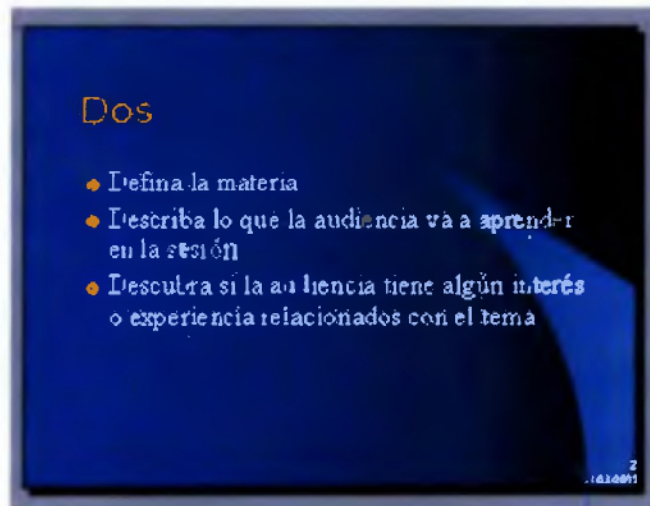 Dos
Defina la materia
Describa lo que la audiencia va a aprender
en la sesión
Descubra si la audiencia tiene algún interés
o experiencia relacionados con el tema
2